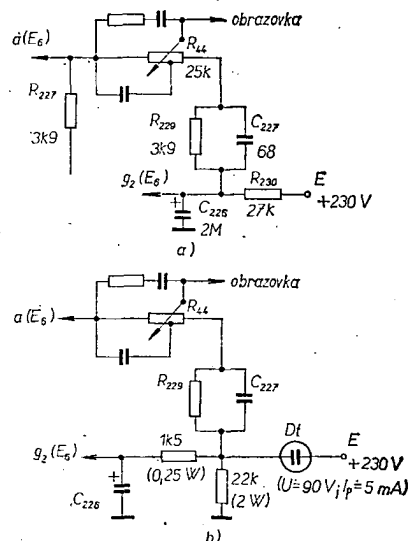 obrazovka
a(E6)
R44
25k
R227
3k9
R229
3k9
C227
68
g2(E6)
R230
27k
E
+230 V
+
C226
2M
a)
obrazovka
a(E6)
R44
R229
C227
Dt
E
+230 V
(U≐90 V; Ip≐5 mA)
g2(E6)
1k5
(0,25 W)
22k
(2 W)
+
C226
b)